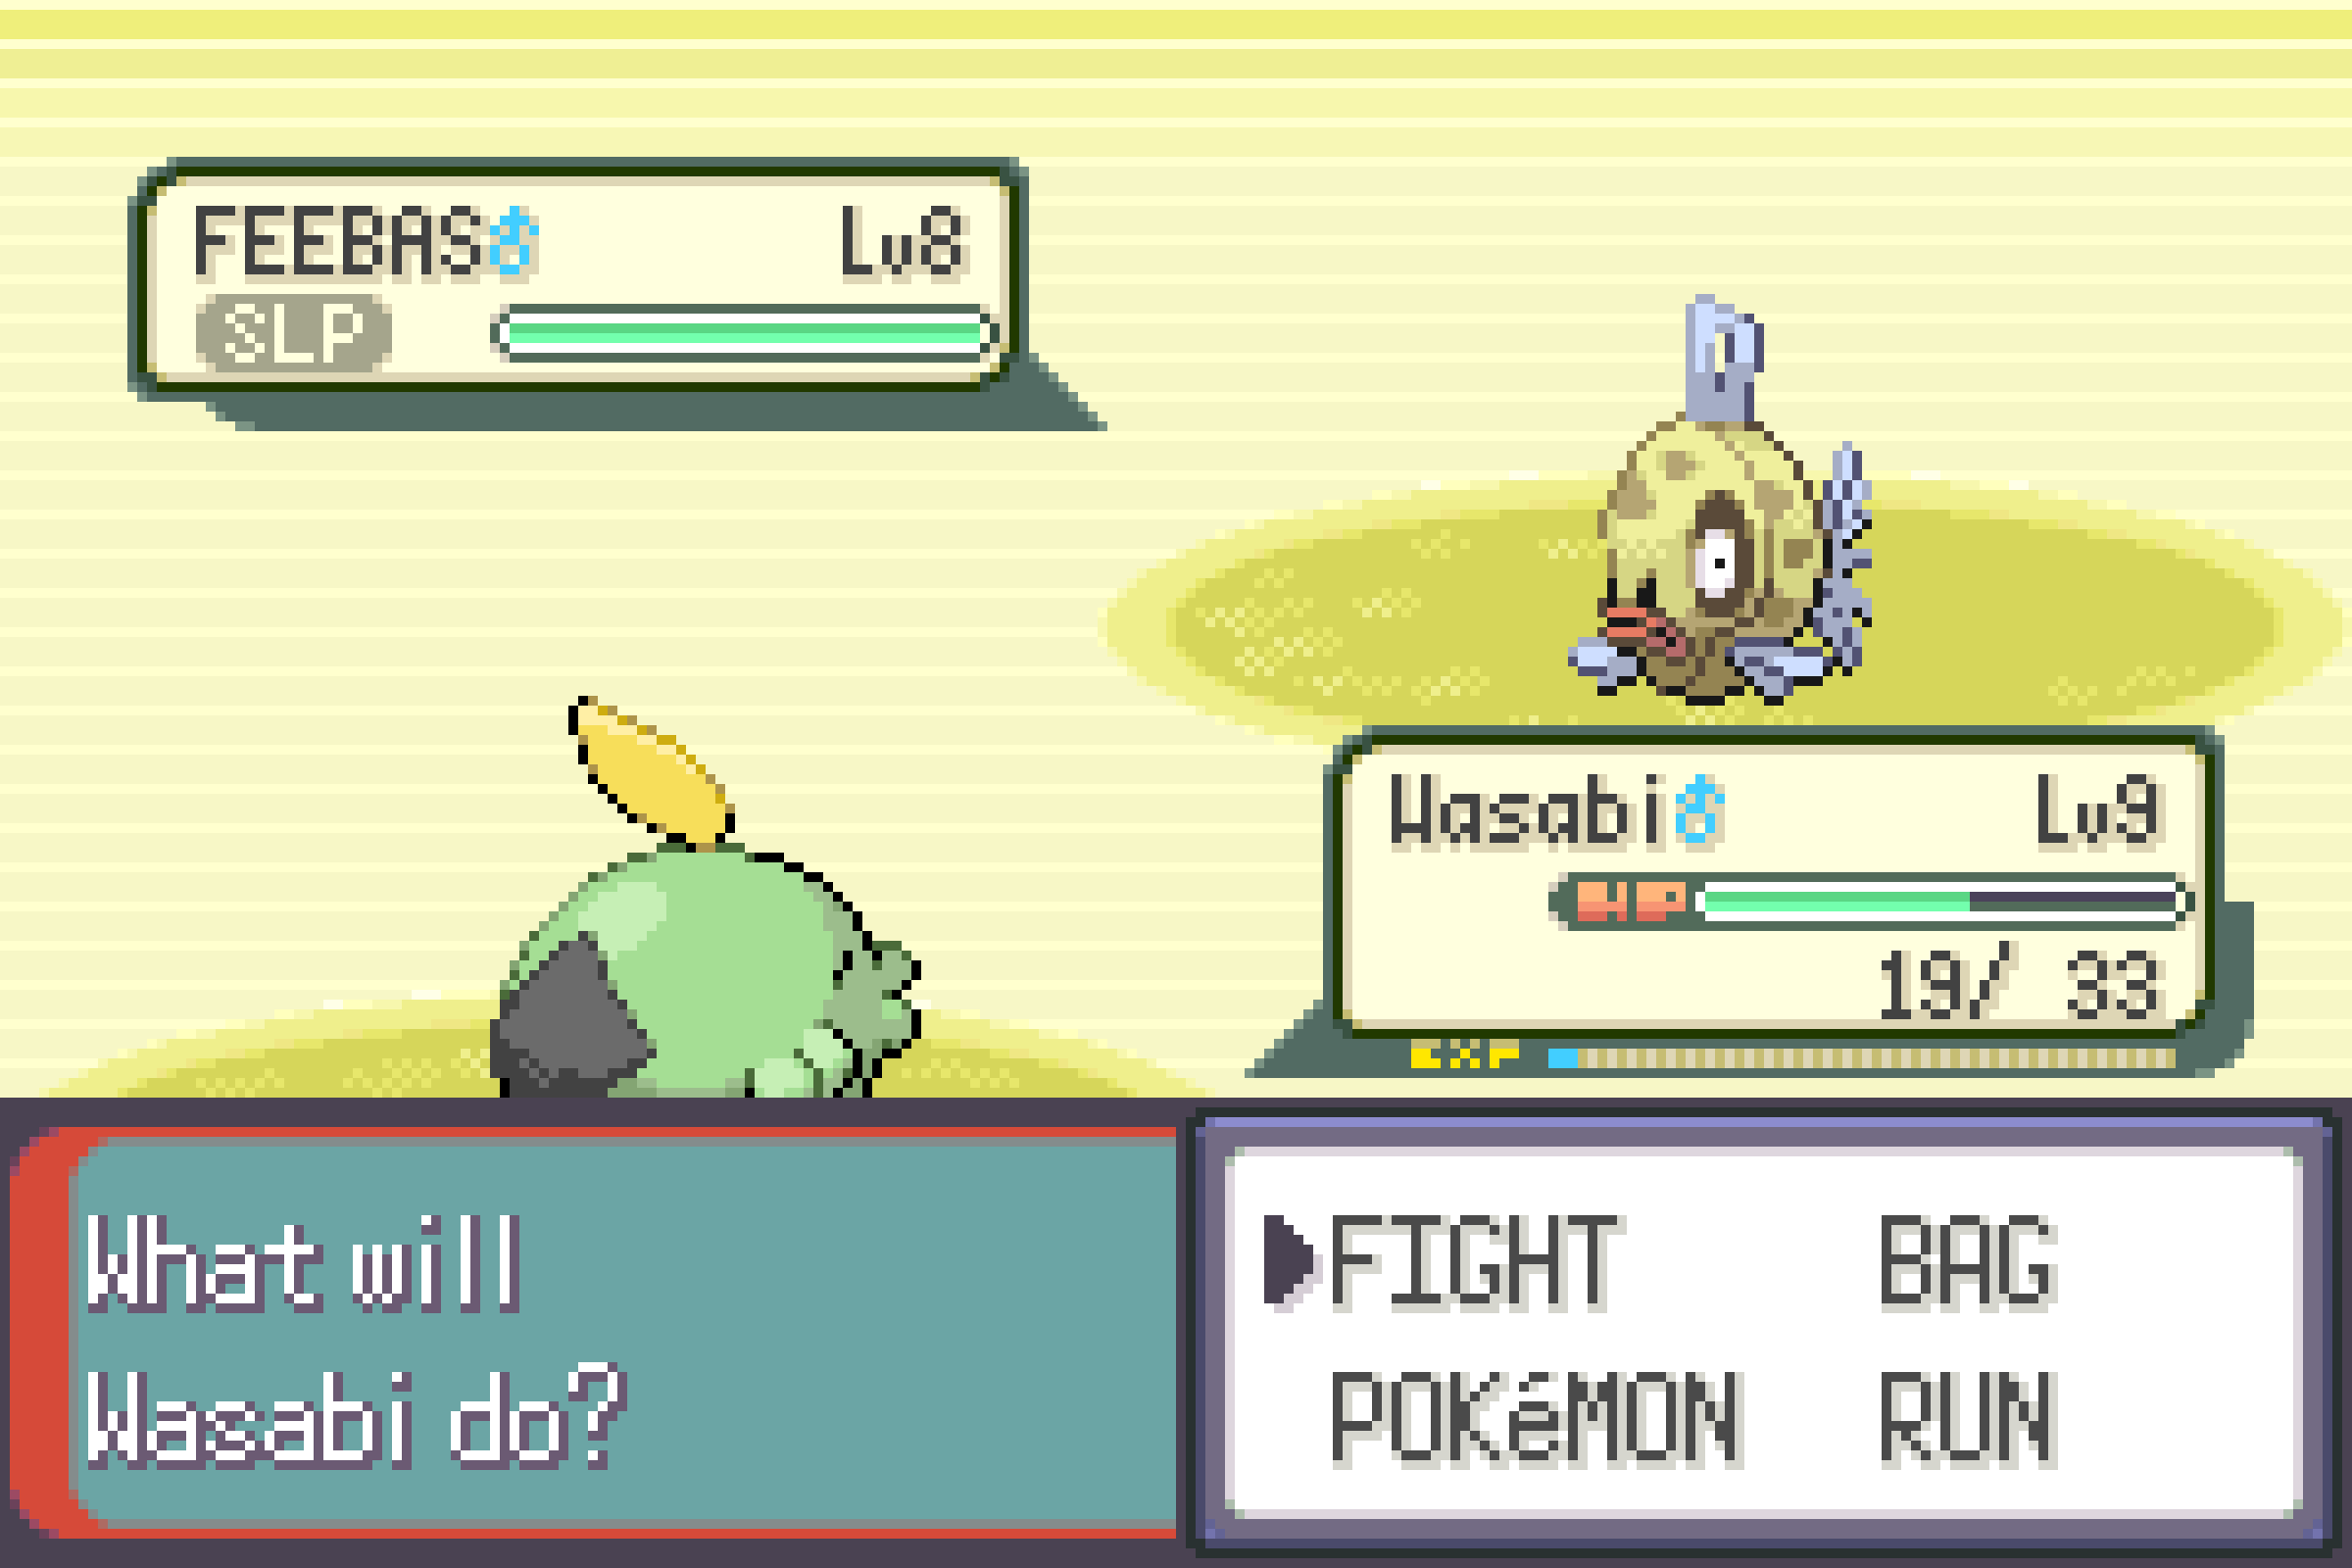 FEEBAS♂ Lv8
SLP
Wasabi♂ Lv9
HP
19/ 33
EXP
What will
Wasabi do?
FIGHT BAG
POKéMON RUN